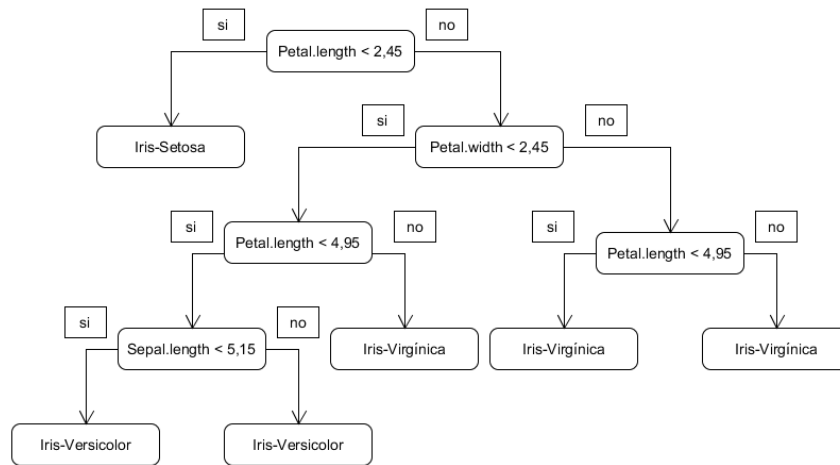 si
no
Petal.length < 2,45
Iris-Setosa
si
no
Petal.width < 2,45
si
no
Petal.length < 4,95
si
no
Petal.length < 4,95
si
no
Sepal.length < 5,15
Iris-Virgínica
Iris-Virgínica
Iris-Virgínica
Iris-Versicolor
Iris-Versicolor